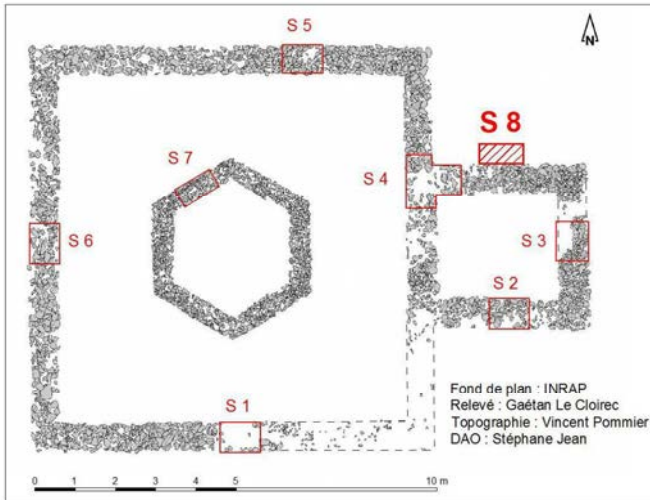 S 5
N
S 8
S 7
S 4
S 6
S 3
S 2
S 1
Fond de plan : INRAP
Relevé : Gaétan Le Cloirec
Topographie : Vincent Pommier
DAO : Stéphane Jean
0 1 2 3 4 5 10 m